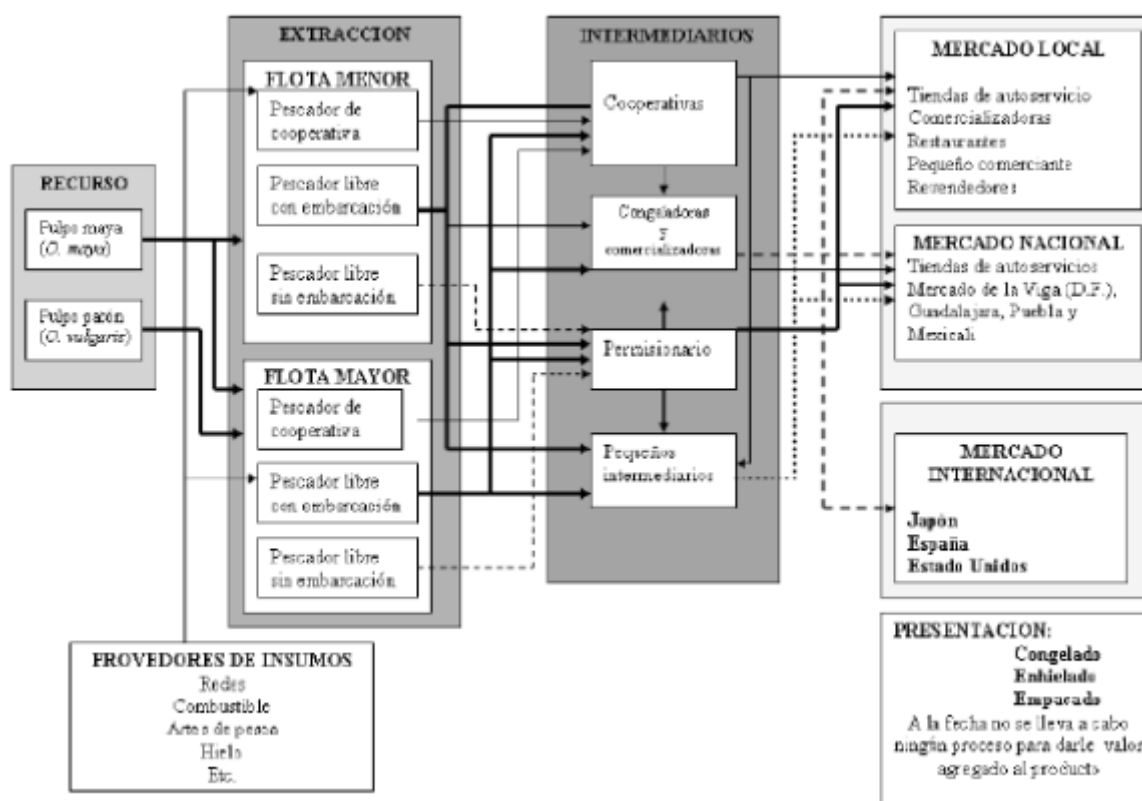 RECURSO
Pulpo maya
(O. maya)
Pulpo patón
(O. vulgaris)
EXTRACCION
FLOTA MENOR
Pescador de
cooperativa
Pescador libre
con embarcación
Pescador libre
sin embarcación
FLOTA MAYOR
Pescador de
cooperativa
Pescador libre
con embarcación
Pescador libre
sin embarcación
PROVEDORES DE INSUMOS
Redes
Combustible
Artes de pesca
Hielo
Etc.
INTERMEDIARIOS
Cooperativas
Congeladoras
y
comercializadoras
Permisionario
Pequeños
intermediarios
MERCADO LOCAL
Tiendas de autoservicio
Comercializadoras
Restaurantes
Pequeño comerciante
Revendedores
MERCADO NACIONAL
Tiendas de autoservicios
Mercado de la Viga (D.F.),
Guadalajara, Puebla y
Mexicali
MERCADO
INTERNACIONAL
Japón
España
Estado Unidos
PRESENTACION:
Congelado
Enhielado
Empacado
A la fecha no se lleva a cabo
ningún proceso para darle valor
agregado al producto